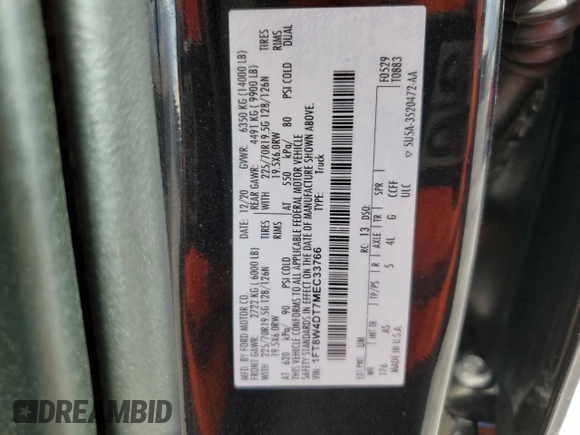 MFD. BY FORD MOTOR CO.
DATE: 12/20 GVWR: 6350 KG (14000 LB)
FRONT GAWR: 2722 KG (6000 LB) REAR GAWR: 4491 KG (9900 LB)
WITH 225/70R19.5G 128/126N TIRES WITH 225/70R19.5G 128/126N TIRES
19.5X6.0RW RIMS 19.5X6.0RW RIMS
AT 620 kPa/ 90 PSI COLD AT 550 kPa/ 80 PSI COLD DUAL
THIS VEHICLE CONFORMS TO ALL APPLICABLE FEDERAL MOTOR VEHICLE
SAFETY STANDARDS IN EFFECT ON THE DATE OF MANUFACTURE SHOWN ABOVE.
VIN: 1FT8W4DT7MEC33766 TYPE: Truck
F0529
T0883
EXT PNT: UAM RC: 13 DSO:
WB INT TR TP/PS R AXLE TR SPR
176 AS 5 4L G CCFF
MADE IN U.S.A. ULC
▽ 5U5A-3520472-AA
DREAMBID